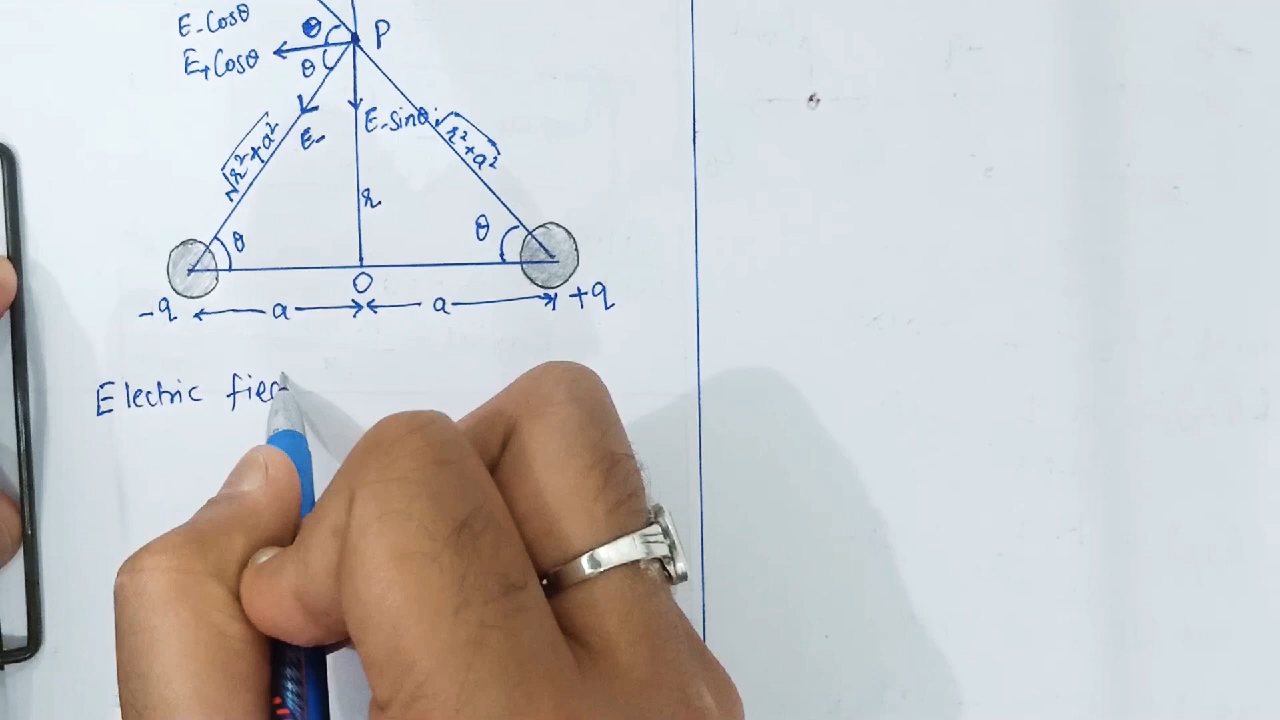 E₋ Cosθ
E₊ Cosθ
θ
θ
P
E₋
E₋ Sinθ
√r²+a²
√r²+a²
r
θ
θ
O
-q
a
a
+q
Electric fie